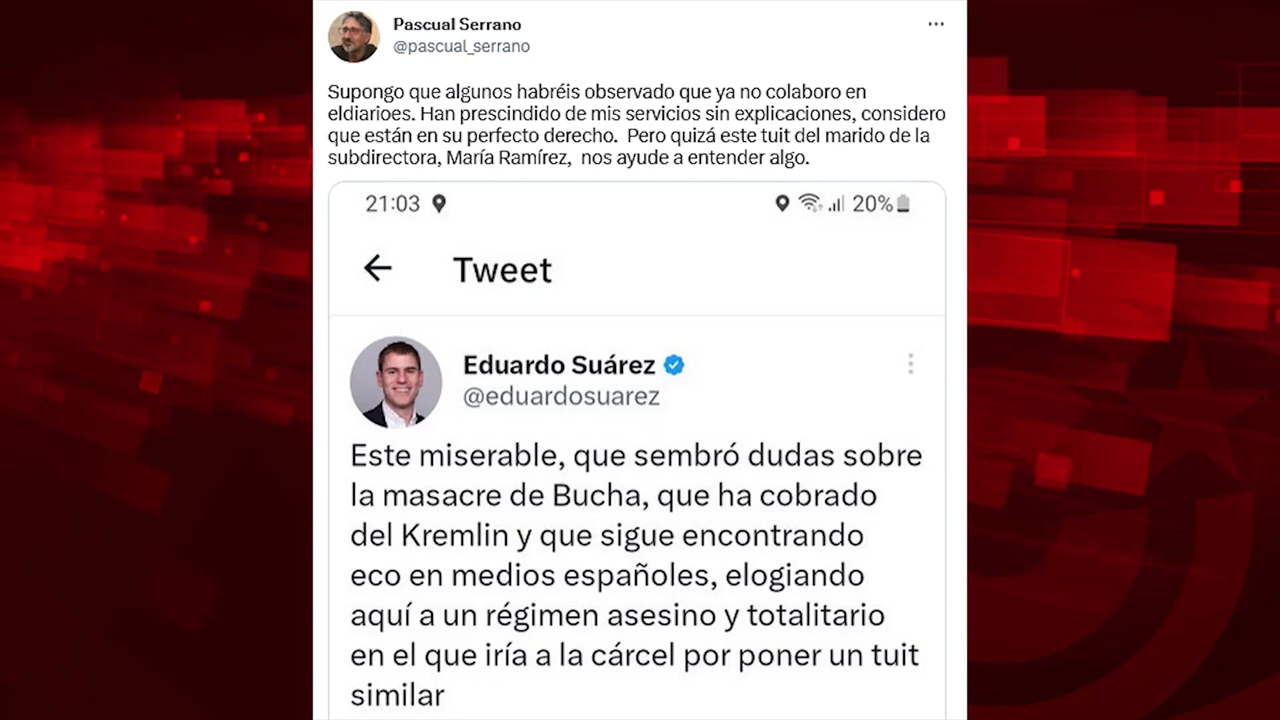 Pascual Serrano
@pascual_serrano
Supongo que algunos habréis observado que ya no colaboro en
eldiarioes. Han prescindido de mis servicios sin explicaciones, considero
que están en su perfecto derecho.  Pero quizá este tuit del marido de la
subdirectora, María Ramírez,  nos ayude a entender algo.
21:03 20%
Tweet
Eduardo Suárez
@eduardosuarez
Este miserable, que sembró dudas sobre
la masacre de Bucha, que ha cobrado
del Kremlin y que sigue encontrando
eco en medios españoles, elogiando
aquí a un régimen asesino y totalitario
en el que iría a la cárcel por poner un tuit
similar